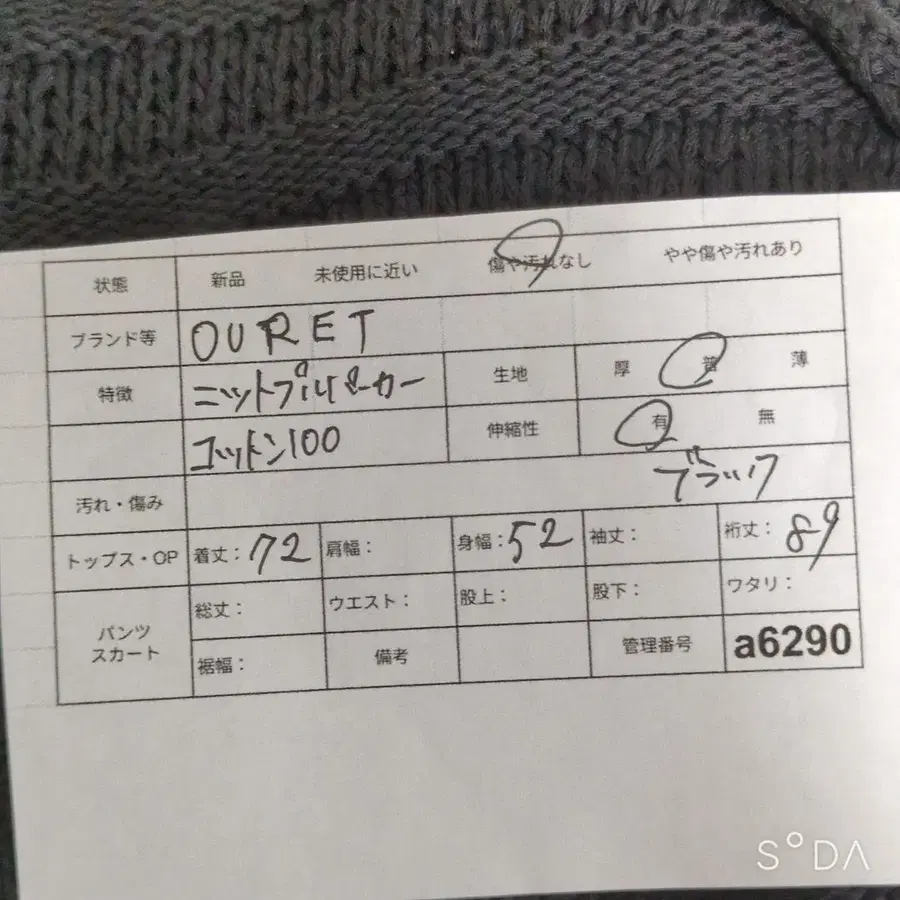 状態 新品 未使用に近い 傷や汚れなし やや傷や汚れあり
ブランド等 OURET
特徴 ニットプルパーカー 生地 厚 普 薄
コットン100 伸縮性 有 無
汚れ・傷み ブラック
トップス・OP 着丈：72 肩幅： 身幅：52 袖丈： 裄丈：89
パンツ スカート 総丈： ウエスト： 股上： 股下： ワタリ：
裾幅： 備考 管理番号 a6290
SODA